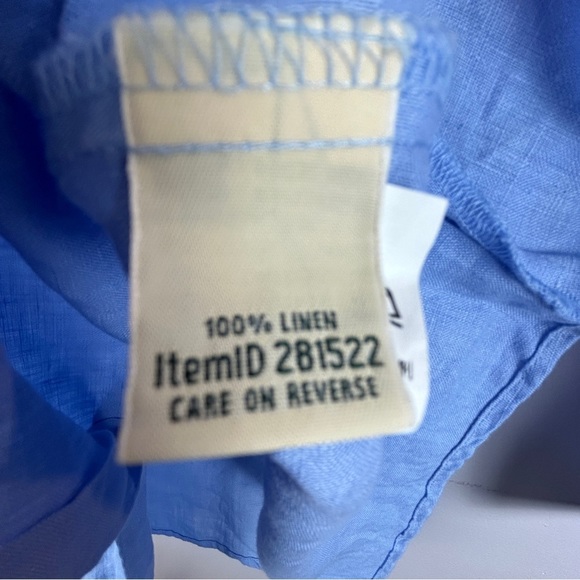 100% LINEN
ItemID 281522
CARE ON REVERSE